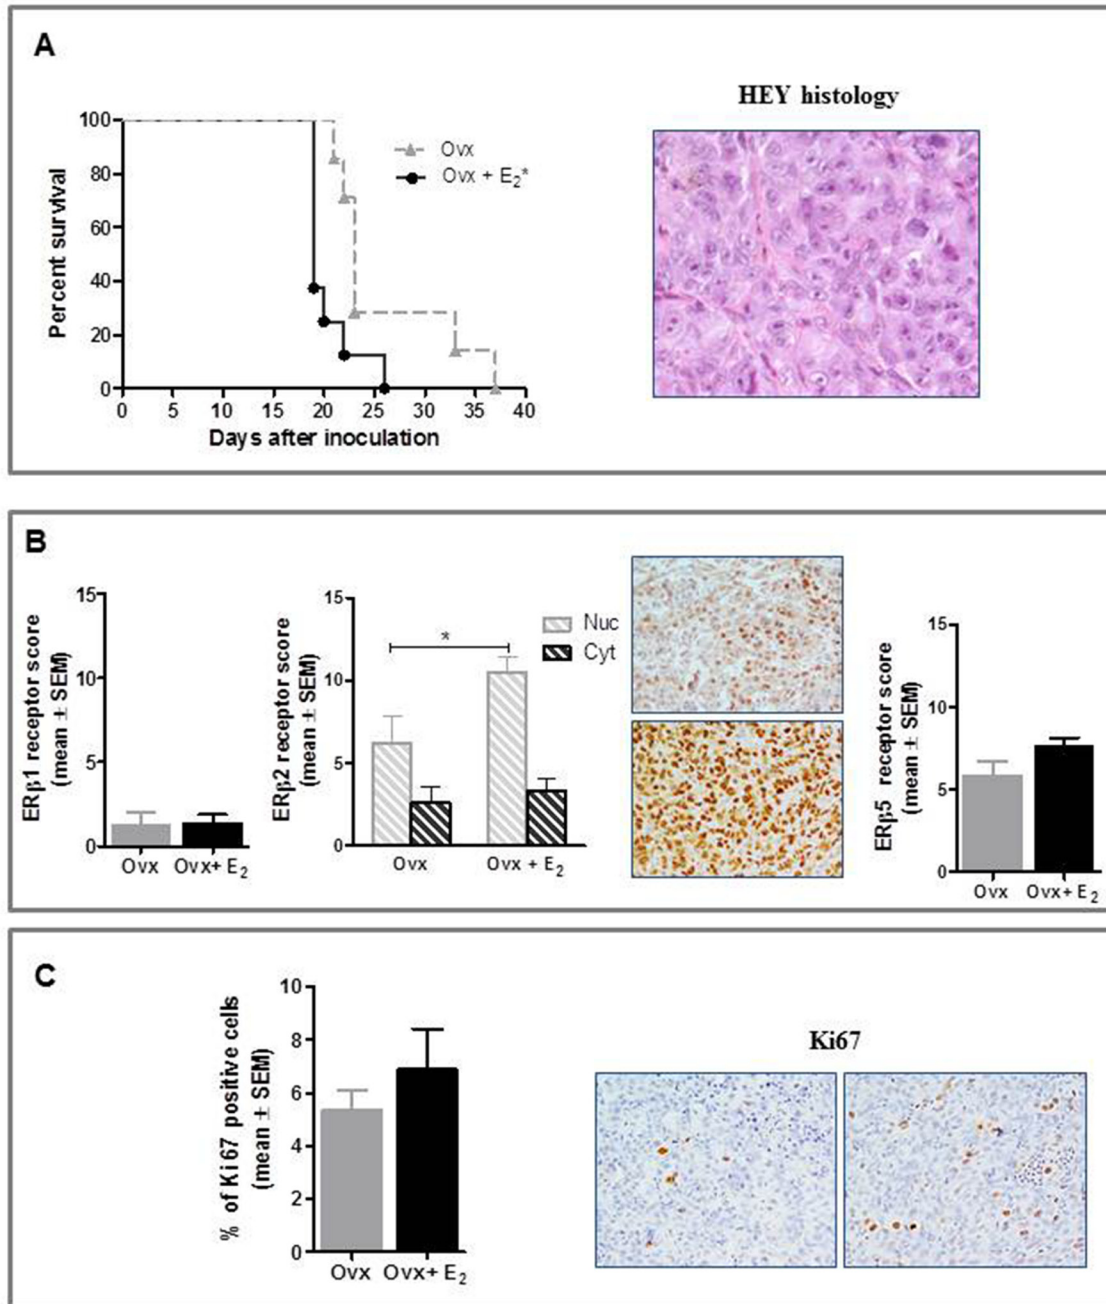 A
HEY histology
100
80
60
40
20
0
Percent survival
Ovx
Ovx + E2*
0 5 10 15 20 25 30 35 40
Days after inoculation
B
ERβ1 receptor score
(mean ± SEM)
15
10
5
0
Ovx Ovx+ E2
ERβ2 receptor score
(mean ± SEM)
15
10
5
0
*
Nuc
Cyt
Ovx Ovx + E2
ERβ5 receptor score
(mean ± SEM)
15
10
5
0
Ovx Ovx+ E2
C
% of Ki67 positive cells
(mean ± SEM)
10
8
6
4
2
0
Ovx Ovx+ E2
Ki67